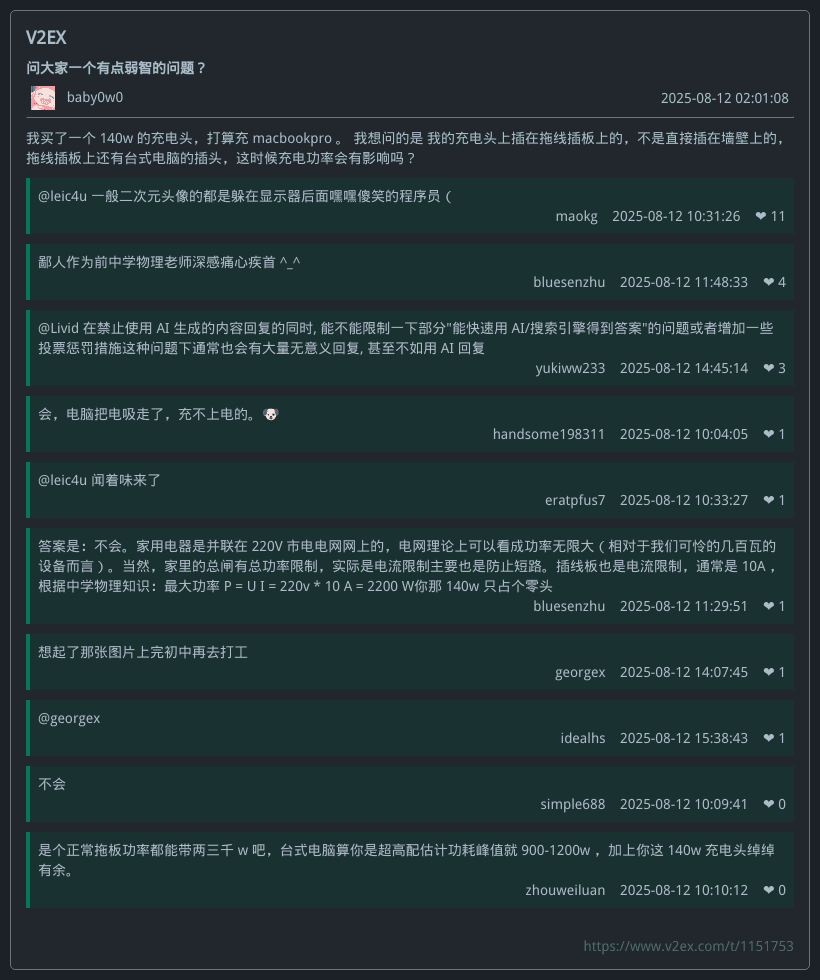 V2EX
问大家一个有点弱智的问题？
baby0w0 2025-08-12 02:01:08
我买了一个 140w 的充电头，打算充 macbookpro 。 我想问的是 我的充电头上插在拖线插板上的，不是直接插在墙壁上的，
拖线插板上还有台式电脑的插头，这时候充电功率会有影响吗？
@leic4u 一般二次元头像的都是躲在显示器后面嘿嘿傻笑的程序员（
maokg 2025-08-12 10:31:26 ❤ 11
鄙人作为前中学物理老师深感痛心疾首 ^_^
bluesenzhu 2025-08-12 11:48:33 ❤ 4
@Livid 在禁止使用 AI 生成的内容回复的同时, 能不能限制一下部分"能快速用 AI/搜索引擎得到答案"的问题或者增加一些
投票惩罚措施这种问题下通常也会有大量无意义回复, 甚至不如用 AI 回复
yukiww233 2025-08-12 14:45:14 ❤ 3
会，电脑把电吸走了，充不上电的。🐶
handsome198311 2025-08-12 10:04:05 ❤ 1
@leic4u 闻着味来了
eratpfus7 2025-08-12 10:33:27 ❤ 1
答案是：不会。家用电器是并联在 220V 市电电网网上的，电网理论上可以看成功率无限大（相对于我们可怜的几百瓦的
设备而言）。当然，家里的总闸有总功率限制，实际是电流限制主要也是防止短路。插线板也是电流限制，通常是 10A ，
根据中学物理知识：最大功率 P = U I = 220v * 10 A = 2200 W你那 140w 只占个零头
bluesenzhu 2025-08-12 11:29:51 ❤ 1
想起了那张图片上完初中再去打工
georgex 2025-08-12 14:07:45 ❤ 1
@georgex
idealhs 2025-08-12 15:38:43 ❤ 1
不会
simple688 2025-08-12 10:09:41 ❤ 0
是个正常拖板功率都能带两三千 w 吧，台式电脑算你是超高配估计功耗峰值就 900-1200w ，加上你这 140w 充电头绰绰
有余。
zhouweiluan 2025-08-12 10:10:12 ❤ 0
https://www.v2ex.com/t/1151753